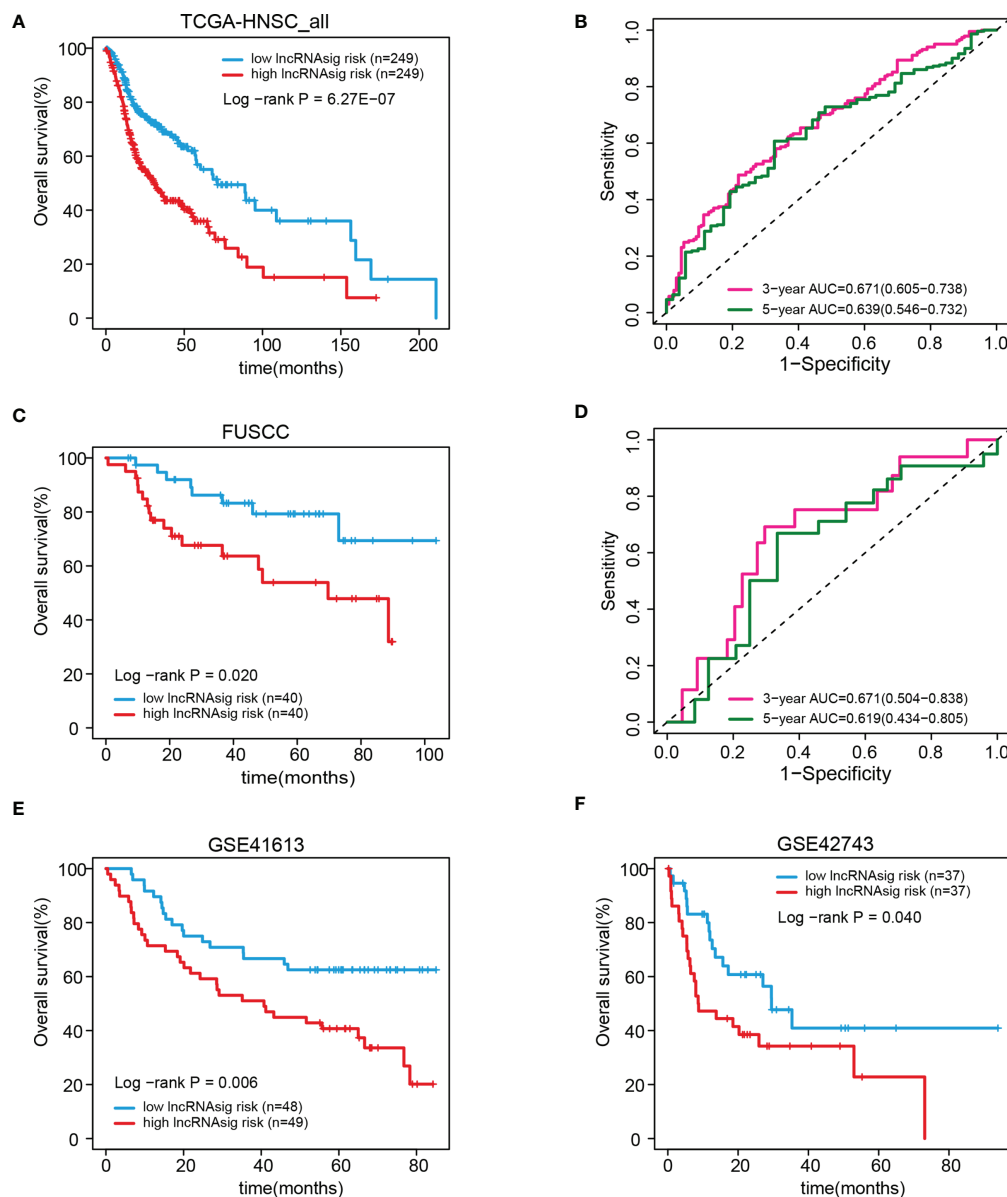 A
TCGA-HNSC_all
Overall survival(%)
100
80
60
40
20
0
low lncRNAsig risk (n=249)
high lncRNAsig risk (n=249)
Log −rank P = 6.27E−07
0 50 100 150 200
time(months)
B
Sensitivity
1.0
0.8
0.6
0.4
0.2
0.0
3−year AUC=0.671(0.605−0.738)
5−year AUC=0.639(0.546−0.732)
0.0 0.2 0.4 0.6 0.8 1.0
1−Specificity
C
FUSCC
Overall survival(%)
100
80
60
40
20
0
Log −rank P = 0.020
low lncRNAsig risk (n=40)
high lncRNAsig risk (n=40)
0 20 40 60 80 100
time(months)
D
Sensitivity
1.0
0.8
0.6
0.4
0.2
0.0
3−year AUC=0.671(0.504−0.838)
5−year AUC=0.619(0.434−0.805)
0.0 0.2 0.4 0.6 0.8 1.0
1−Specificity
E
GSE41613
Overall survival(%)
100
80
60
40
20
0
Log −rank P = 0.006
low lncRNAsig risk (n=48)
high lncRNAsig risk (n=49)
0 20 40 60 80
time(months)
F
GSE42743
Overall survival(%)
100
80
60
40
20
0
low lncRNAsig risk (n=37)
high lncRNAsig risk (n=37)
Log −rank P = 0.040
0 20 40 60 80
time(months)